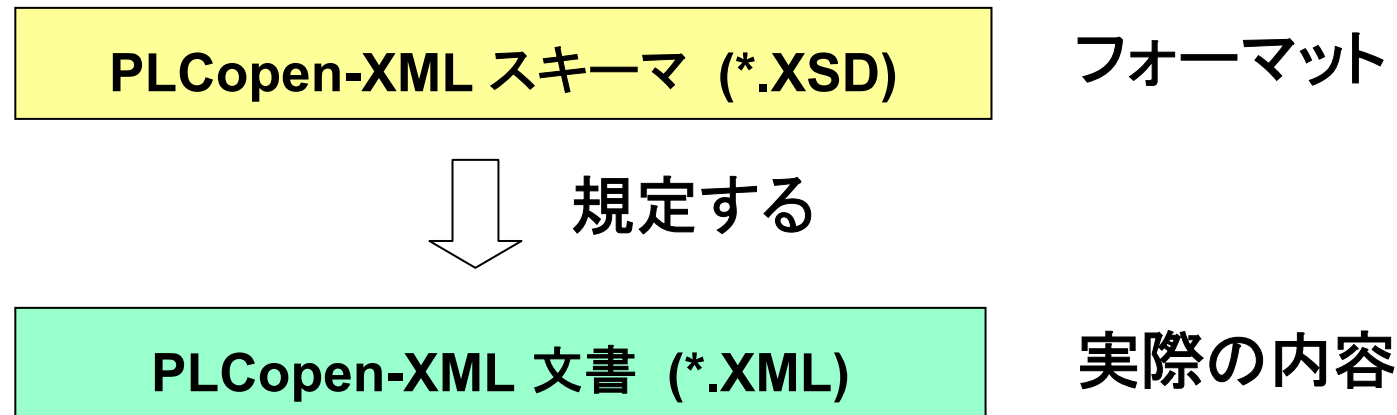 PLCopen-XML スキーマ (*.XSD)
フォーマット
規定する
PLCopen-XML 文書 (*.XML)
実際の内容